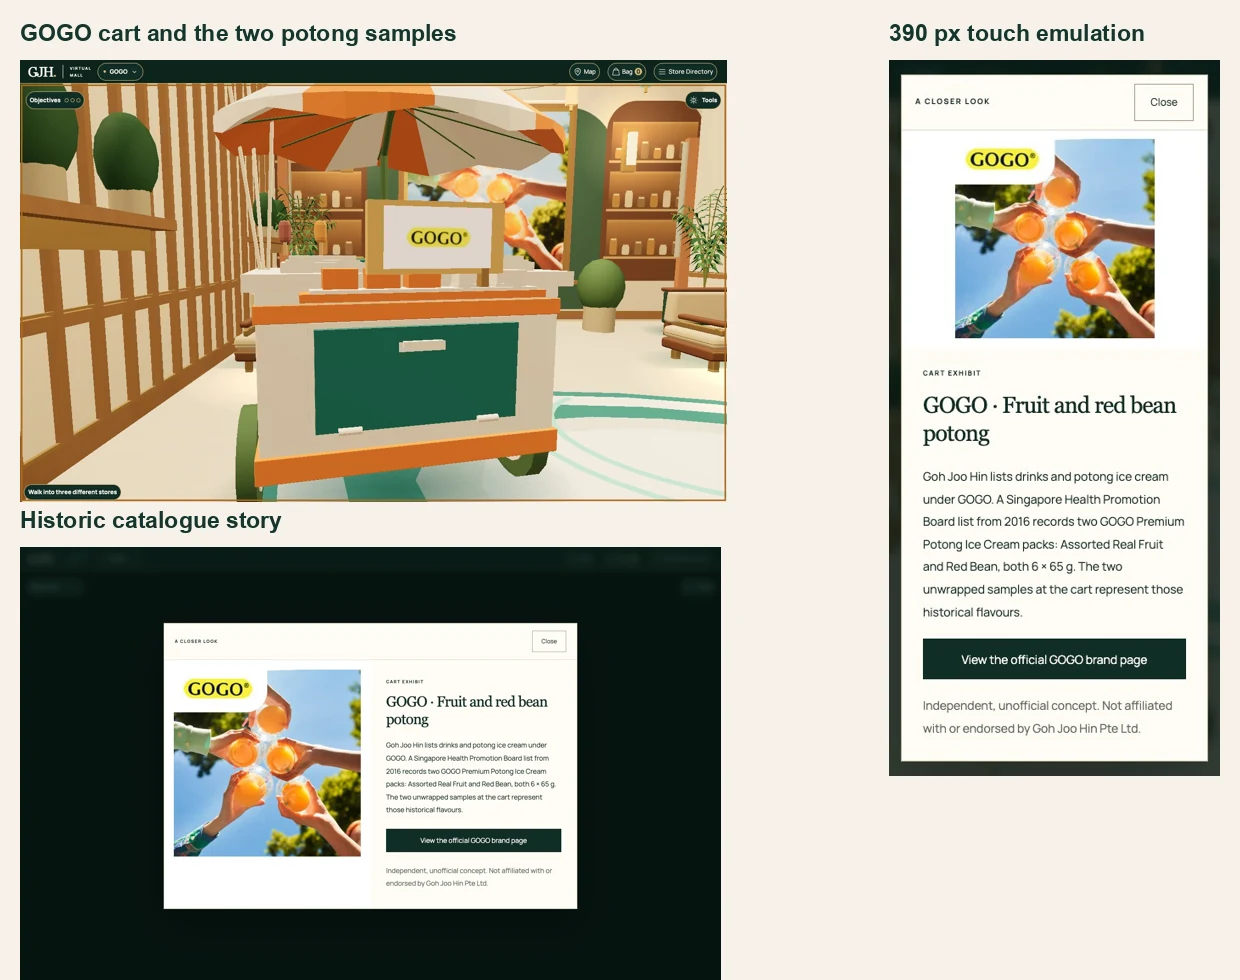 GOGO cart and the two potong samples
GJH. VIRTUAL MALL GOGO Map Bag 0 Store Directory
Objectives Tools
GOGO®
Walk into three different stores
Historic catalogue story
A CLOSER LOOK Close
GOGO®
CART EXHIBIT
GOGO · Fruit and red bean
potong
Goh Joo Hin lists drinks and potong ice cream under
GOGO. A Singapore Health Promotion Board list from
2016 records two GOGO Premium Potong Ice Cream
packs: Assorted Real Fruit and Red Bean, both 6 × 65 g.
The two unwrapped samples at the cart represent
those historical flavours.
View the official GOGO brand page
Independent, unofficial concept. Not affiliated with or
endorsed by Goh Joo Hin Pte Ltd.
390 px touch emulation
A CLOSER LOOK Close
GOGO®
CART EXHIBIT
GOGO · Fruit and red bean
potong
Goh Joo Hin lists drinks and potong ice cream
under GOGO. A Singapore Health Promotion
Board list from 2016 records two GOGO Premium
Potong Ice Cream packs: Assorted Real Fruit
and Red Bean, both 6 × 65 g. The two
unwrapped samples at the cart represent those
historical flavours.
View the official GOGO brand page
Independent, unofficial concept. Not affiliated
with or endorsed by Goh Joo Hin Pte Ltd.